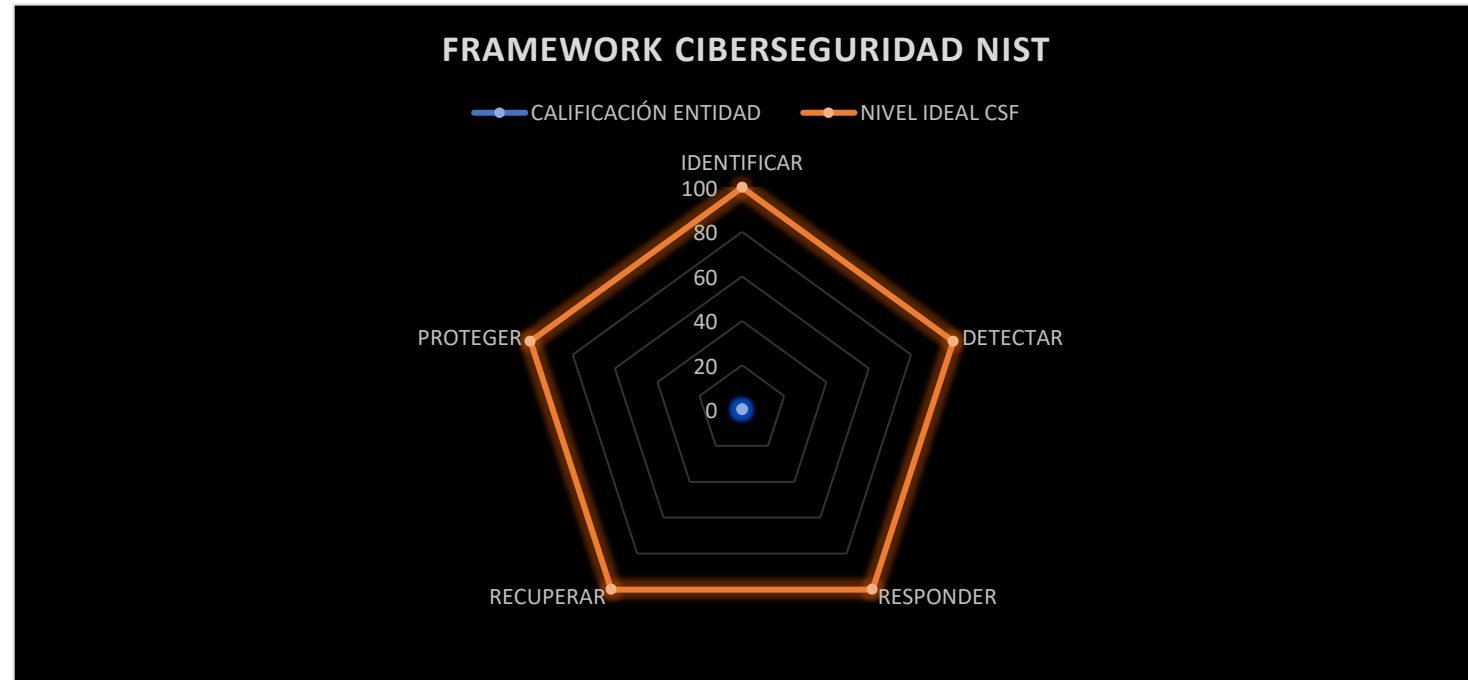 FRAMEWORK CIBERSEGURIDAD NIST
CALIFICACIÓN ENTIDAD
NIVEL IDEAL CSF
IDENTIFICAR
100
80
60
40
20
0
PROTEGER
DETECTAR
RECUPERAR
RESPONDER